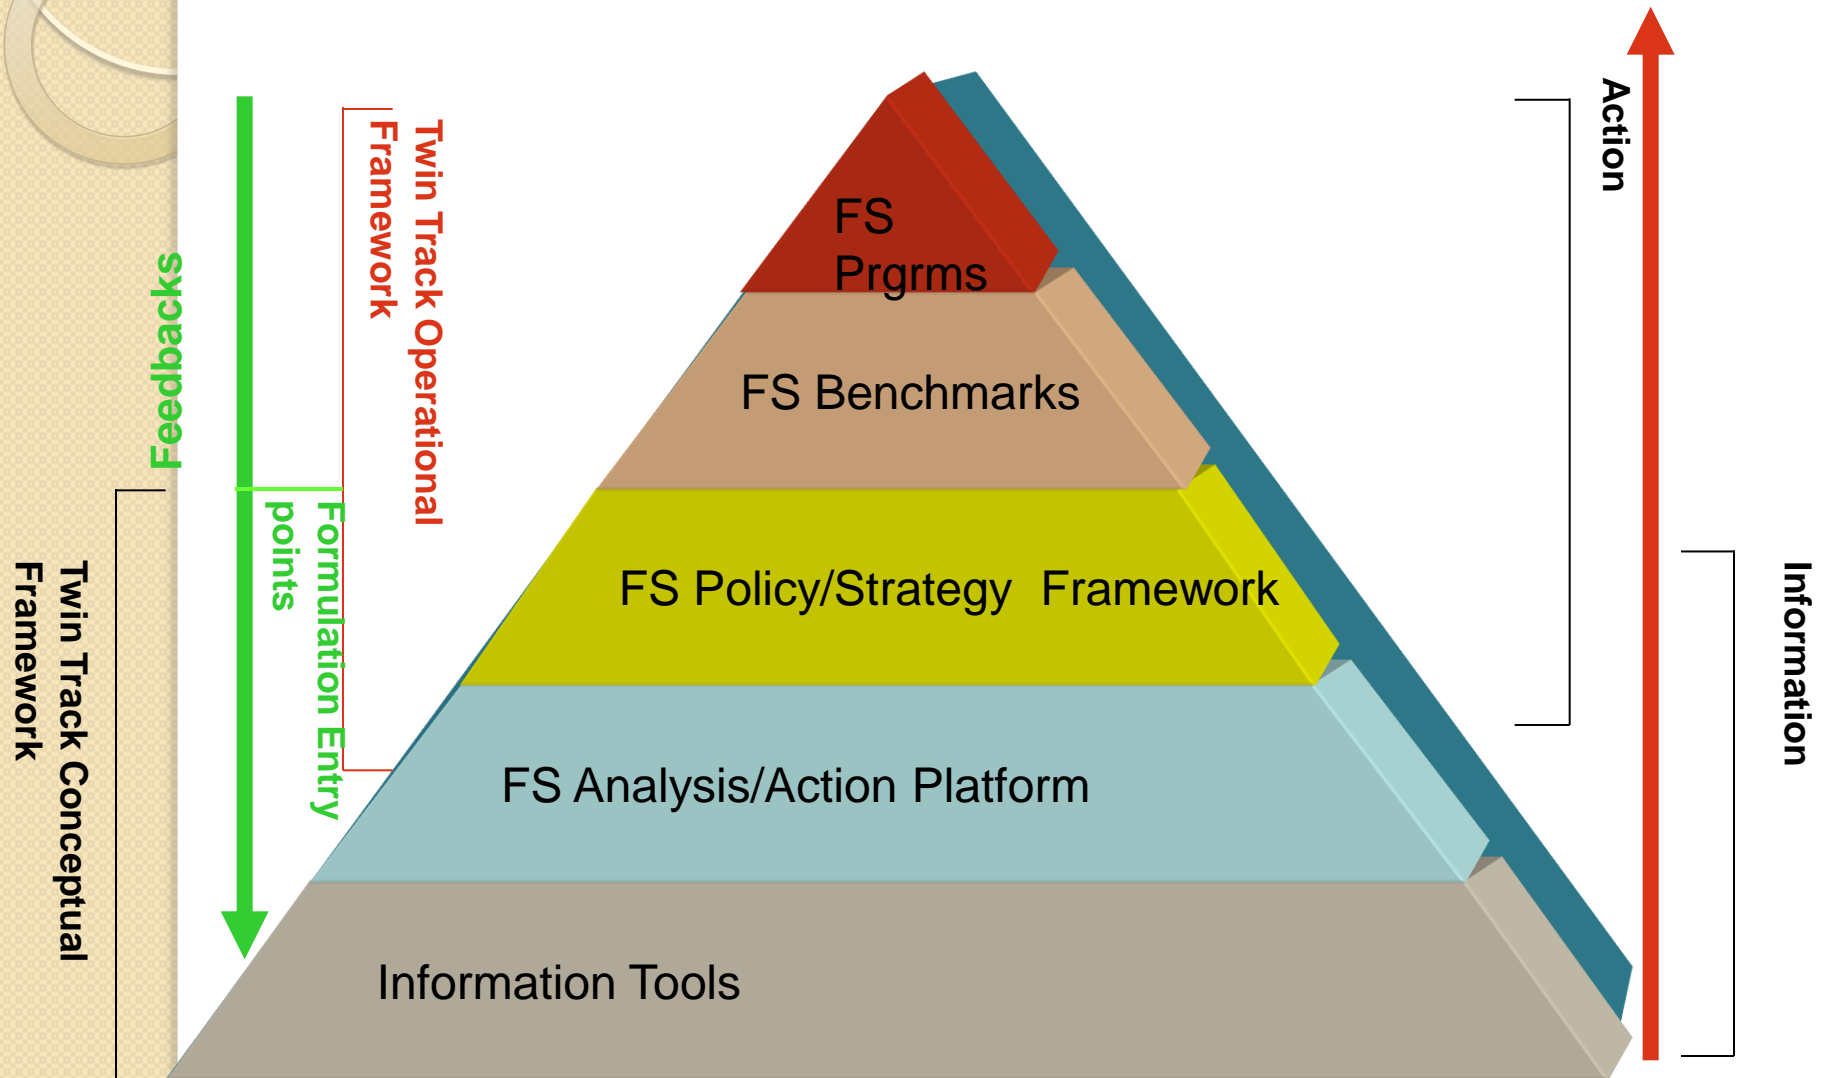 Action
Twin Track Operational
Framework
FS
Prgrms
Feedbacks
FS Benchmarks
Formulation Entry
points
Twin Track Conceptual
Framework
FS Policy/Strategy  Framework
Information
FS Analysis/Action Platform
Information Tools